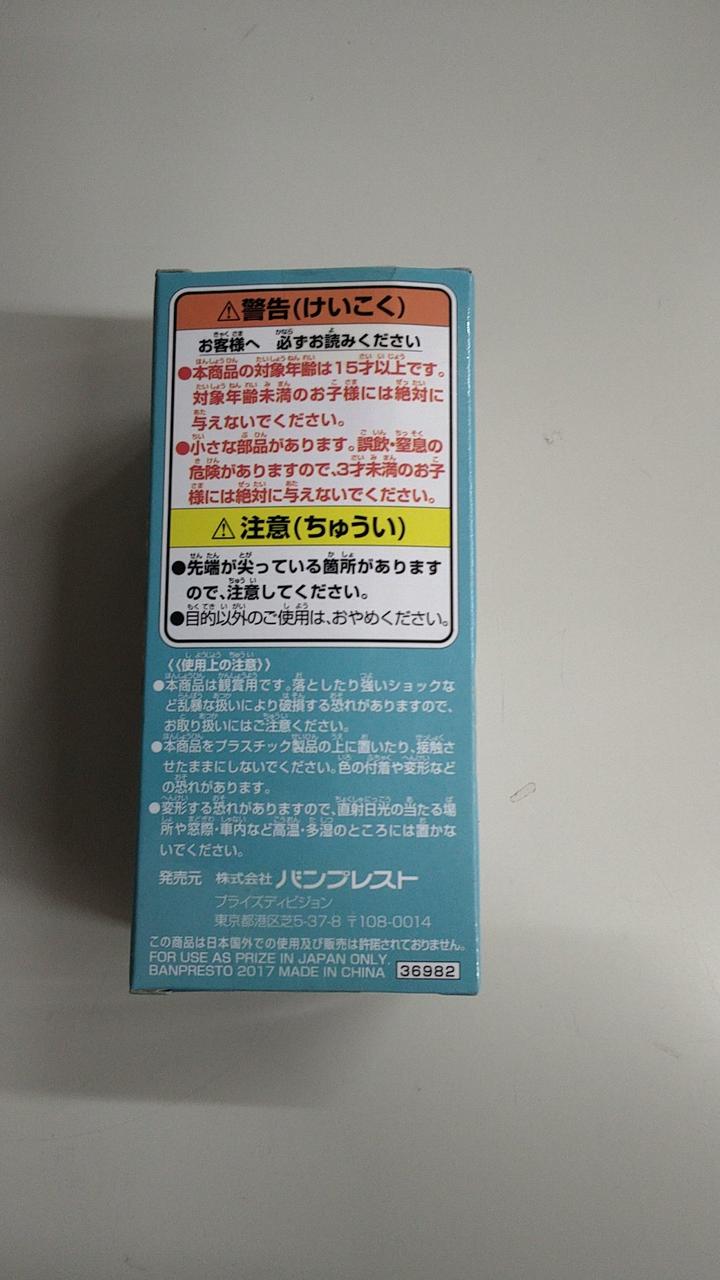 ⚠警告(けいこく)
お客様へ 必ずお読みください
●本商品の対象年齢は15才以上です。
対象年齢未満のお子様には絶対に
与えないでください。
●小さな部品があります。誤飲・窒息の
危険がありますので、3才未満のお子
様には絶対に与えないでください。
⚠注意(ちゅうい)
●先端が尖っている箇所があります
ので、注意してください。
●目的以外のご使用は、おやめください。
《使用上の注意》
●本商品は観賞用です。落としたり強いショックな
ど乱暴な扱いにより破損する恐れがありますので、
お取り扱いにはご注意ください。
●本商品をプラスチック製品の上に置いたり、接触さ
せたままにしないでください。色の付着や変形など
の恐れがあります。
●変形する恐れがありますので、直射日光の当たる場
所や窓際・車内など高温・多湿のところには置かな
いでください。
発売元 株式会社 バンプレスト
プライズディビジョン
東京都港区芝5-37-8 〒108-0014
この商品は日本国外での使用及び販売は許諾されておりません。
FOR USE AS PRIZE IN JAPAN ONLY.
BANPRESTO 2017 MADE IN CHINA 36982